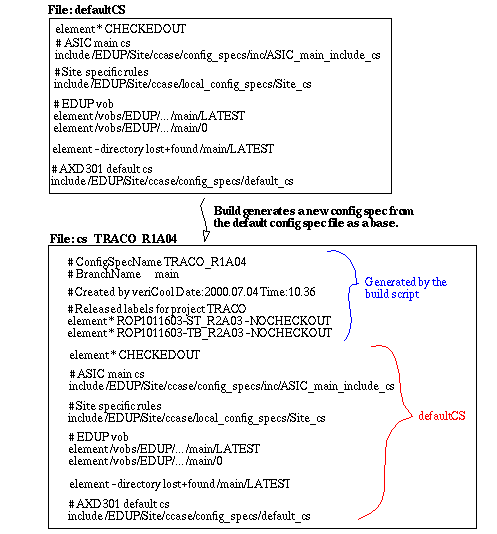 File: defaultCS
element * CHECKEDOUT
# ASIC main cs
include /EDUP/Site/ccase/config_specs/inc/ASIC_main_include_cs
#Site specific rules
include /EDUP/Site/ccase/local_config_specs/Site_cs
# EDUP vob
element /vobs/EDUP/.../main/LATEST
element /vobs/EDUP/.../main/0
element -directory lost+found /main/LATEST
# AXD301 default cs
include /EDUP/Site/ccase/config_specs/default_cs
Build generates a new config spec from
the default config spec file as a base.
File: cs_TRACO_R1A04
# ConfigSpecName TRACO_R1A04
# BranchName main
#Created by veriCool Date:2000.07.04 Time:10.36
#Released labels for project TRACO
element * ROP1011603-ST_R2A03 -NOCHECKOUT
element * ROP1011603-TB_R2A03 -NOCHECKOUT
Generated by the
build script
element * CHECKEDOUT
# ASIC main cs
include /EDUP/Site/ccase/config_specs/inc/ASIC_main_include_cs
#Site specific rules
include /EDUP/Site/ccase/local_config_specs/Site_cs
defaultCS
# EDUP vob
element /vobs/EDUP/.../main/LATEST
element /vobs/EDUP/.../main/0
element -directory lost+found /main/LATEST
# AXD301 default cs
include /EDUP/Site/ccase/config_specs/default_cs